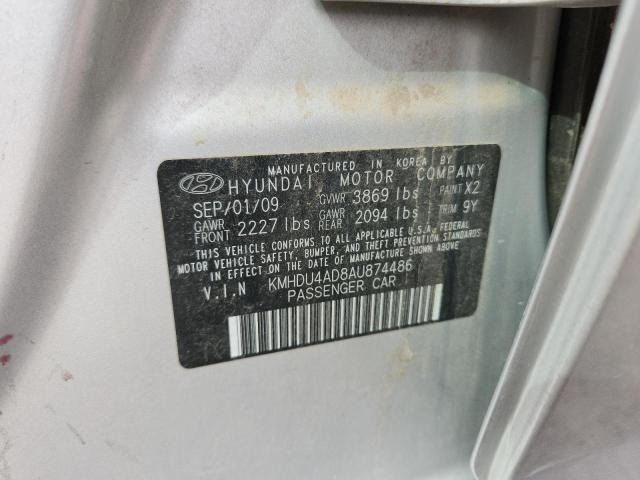 MANUFACTURED IN KOREA BY
HYUNDAI MOTOR COMPANY
SEP/01/09 GVWR 3869 lbs PAINT X2
GAWR FRONT 2227 lbs GAWR REAR 2094 lbs TRIM 9Y
THIS VEHICLE CONFORMS TO ALL APPLICABLE U.S.A. FEDERAL
MOTOR VEHICLE SAFETY, BUMPER, AND THEFT PREVENTION
STANDARDS IN EFFECT ON THE DATE OF MANUFACTURE SHOWN ABOVE.
V.I.N KMHDU4AD8AU874486
PASSENGER CAR